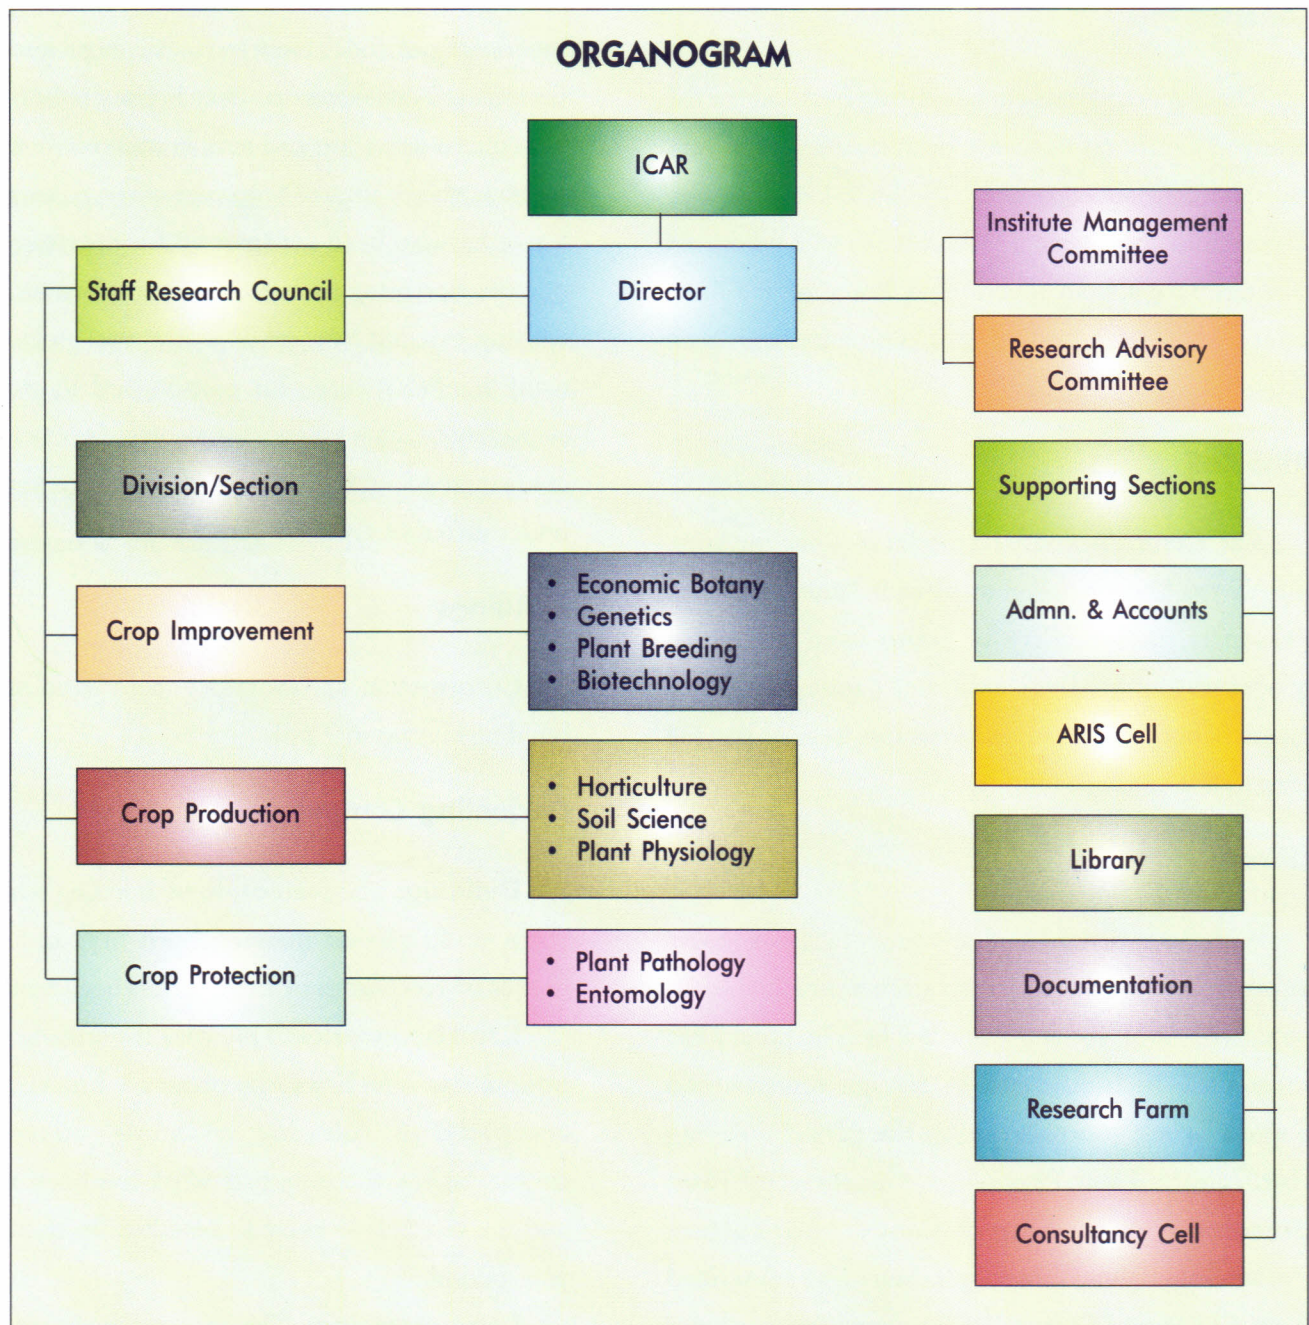 ORGANOGRAM
ICAR
Institute Management
Committee
Staff Research Council
Director
Research Advisory
Committee
Division/Section
Supporting Sections
Crop Improvement
• Economic Botany
• Genetics
• Plant Breeding
• Biotechnology
Admn. & Accounts
ARIS Cell
Crop Production
• Horticulture
• Soil Science
• Plant Physiology
Library
Crop Protection
• Plant Pathology
• Entomology
Documentation
Research Farm
Consultancy Cell